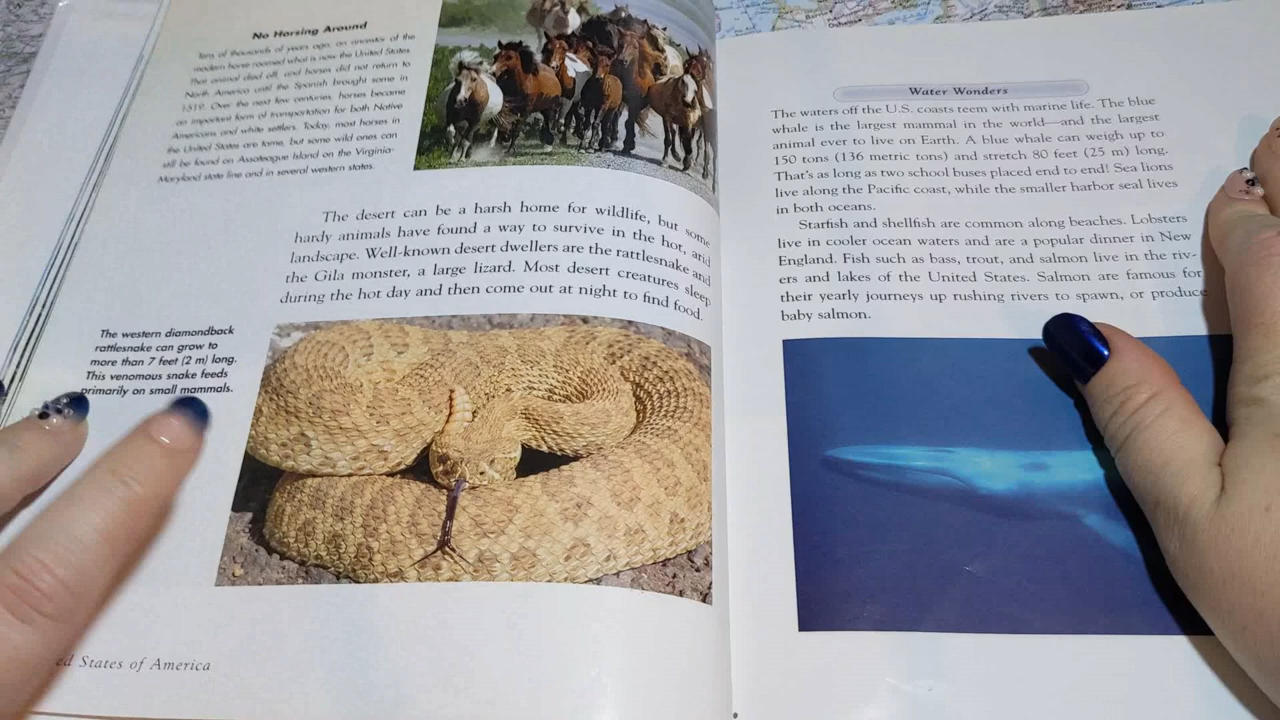 No Horsing Around
Tens of thousands of years ago, an ancestor of the
modern horse roamed what is now the United States.
That animal died off, and horses did not return to
North America until the Spanish brought some in
1519. Over the next few centuries, horses became
an important form of transportation for both Native
Americans and white settlers. Today, most horses in
the United States are tame, but some wild ones can
still be found on Assateague Island on the Virginia-
Maryland state line and in several western states.
The desert can be a harsh home for wildlife, but some
hardy animals have found a way to survive in the hot, arid
landscape. Well-known desert dwellers are the rattlesnake and
the Gila monster, a large lizard. Most desert creatures sleep
during the hot day and then come out at night to find food.
The western diamondback
rattlesnake can grow to
more than 7 feet (2 m) long.
This venomous snake feeds
primarily on small mammals.
ed States of America
Water Wonders
The waters off the U.S. coasts teem with marine life. The blue
whale is the largest mammal in the world—and the largest
animal ever to live on Earth. A blue whale can weigh up to
150 tons (136 metric tons) and stretch 80 feet (25 m) long.
That's as long as two school buses placed end to end! Sea lions
live along the Pacific coast, while the smaller harbor seal lives
in both oceans.
Starfish and shellfish are common along beaches. Lobsters
live in cooler ocean waters and are a popular dinner in New
England. Fish such as bass, trout, and salmon live in the riv-
ers and lakes of the United States. Salmon are famous for
their yearly journeys up rushing rivers to spawn, or produce
baby salmon.